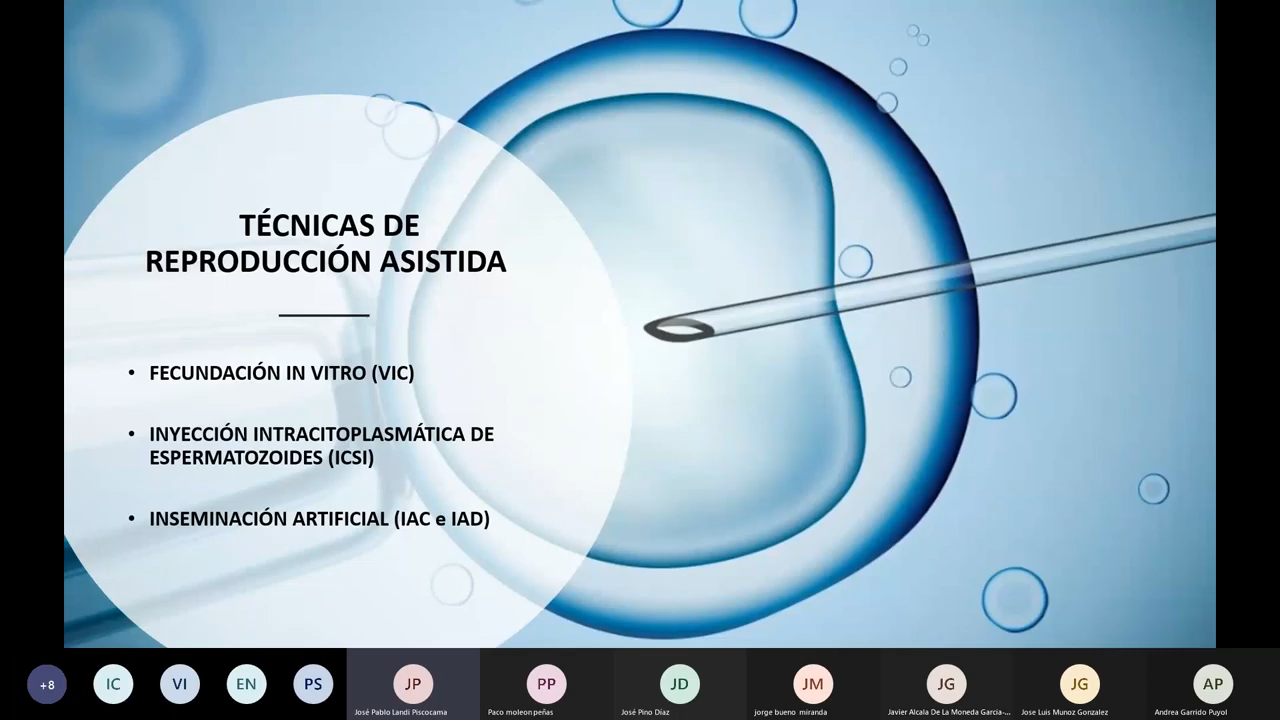 TÉCNICAS DE
REPRODUCCIÓN ASISTIDA
• FECUNDACIÓN IN VITRO (VIC)
• INYECCIÓN INTRACITOPLASMÁTICA DE
ESPERMATOZOIDES (ICSI)
• INSEMINACIÓN ARTIFICIAL (IAC e IAD)
+8
IC
VI
EN
PS
JP
PP
JD
JM
JG
JG
AP
José Pablo Landi Piscocama
Paco moleon peñas
José Pino Díaz
jorge bueno miranda
Javier Alcala De La Moneda Garcia-...
Jose Luis Munoz Gonzalez
Andrea Garrido Puyol